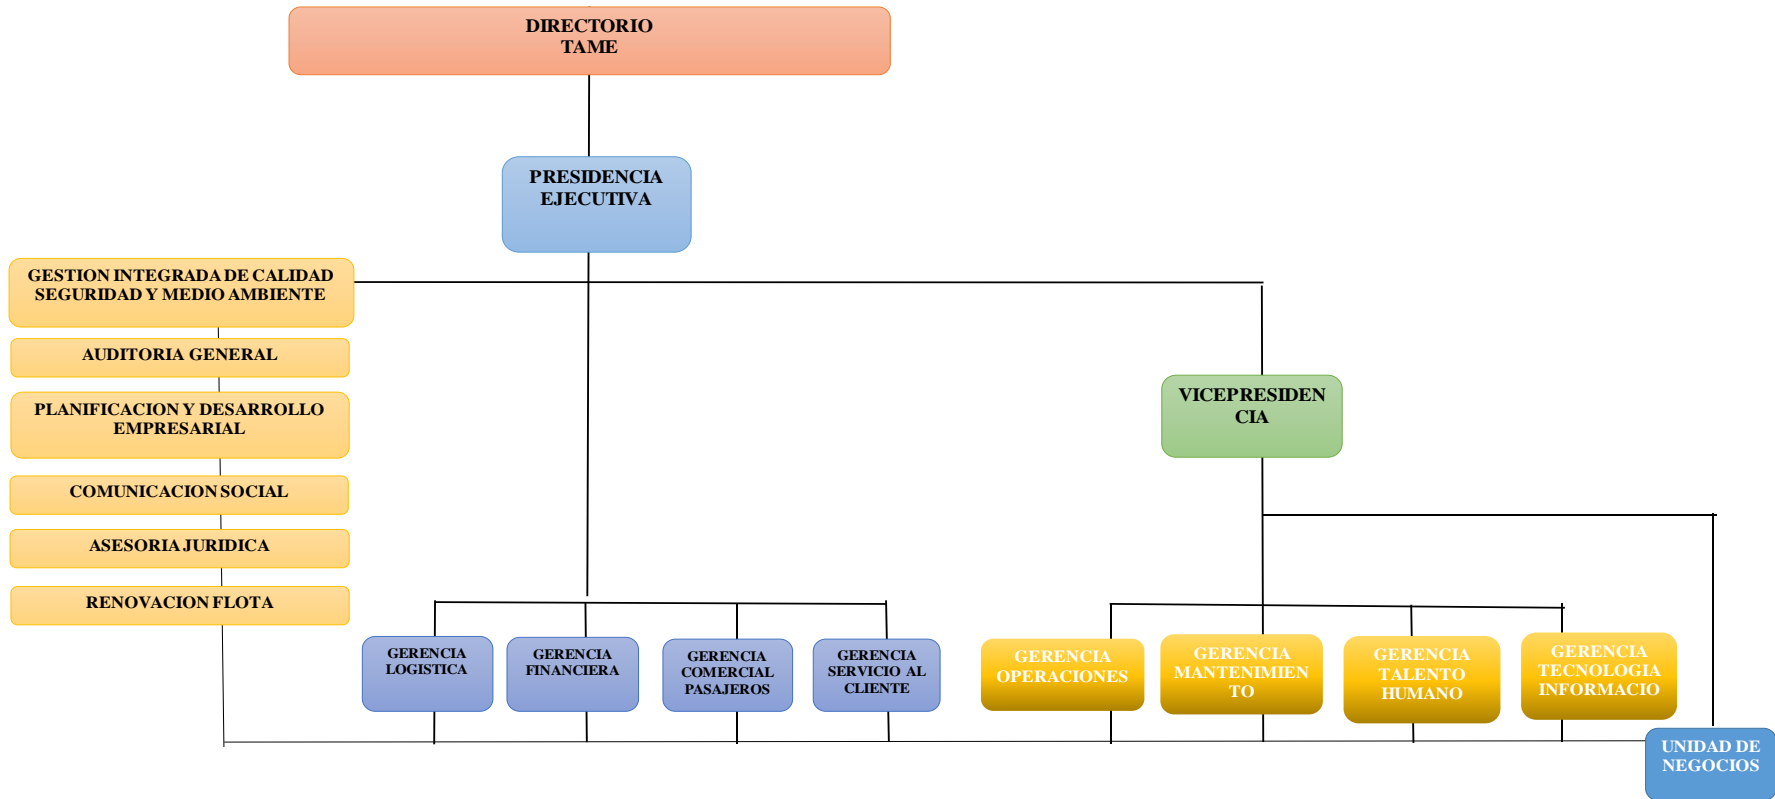 DIRECTORIO
TAME
PRESIDENCIA
EJECUTIVA
GESTION INTEGRADA DE CALIDAD
SEGURIDAD Y MEDIO AMBIENTE
AUDITORIA GENERAL
PLANIFICACION Y DESARROLLO
EMPRESARIAL
COMUNICACION SOCIAL
ASESORIA JURIDICA
RENOVACION FLOTA
VICEPRESIDEN
CIA
GERENCIA
LOGISTICA
GERENCIA
FINANCIERA
GERENCIA
COMERCIAL
PASAJEROS
GERENCIA
SERVICIO AL
CLIENTE
GERENCIA
OPERACIONES
GERENCIA
MANTENIMIEN
TO
GERENCIA
TALENTO
HUMANO
GERENCIA
TECNOLOGIA
INFORMACIO
UNIDAD DE
NEGOCIOS